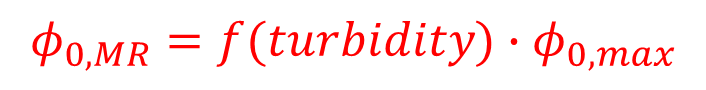 ϕ₀,MR = f(turbidity) · ϕ₀,max